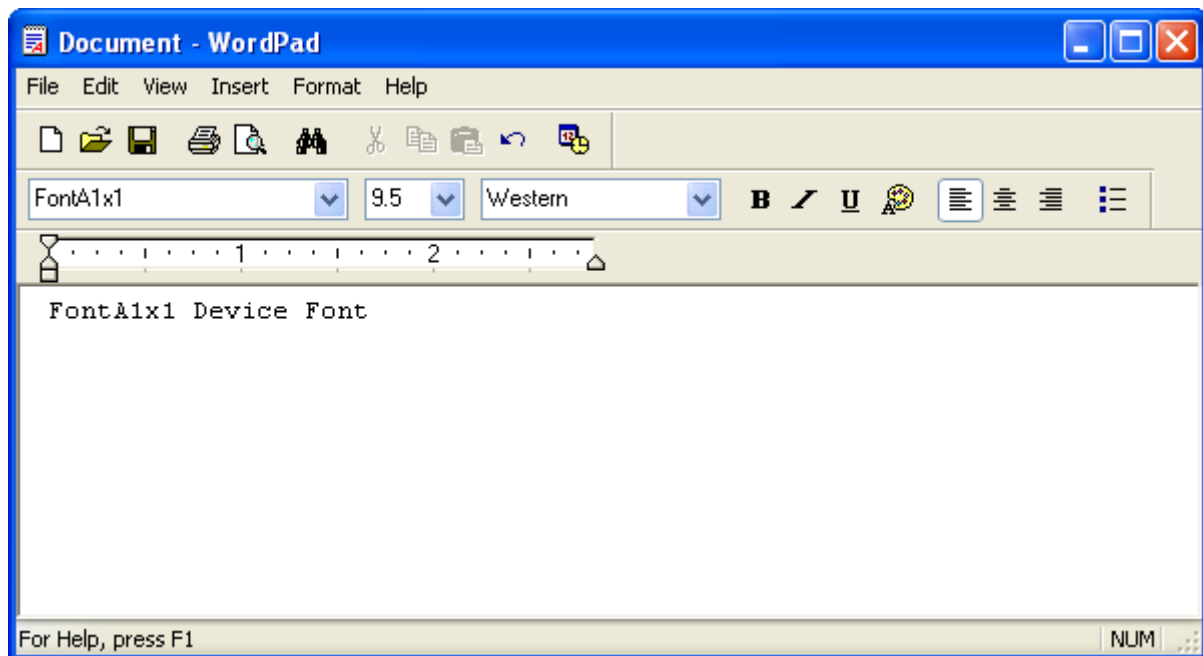 Document - WordPad
File Edit View Insert Format Help
FontA1x1 9.5 Western B / U
1 2
FontA1x1 Device Font
For Help, press F1 NUM